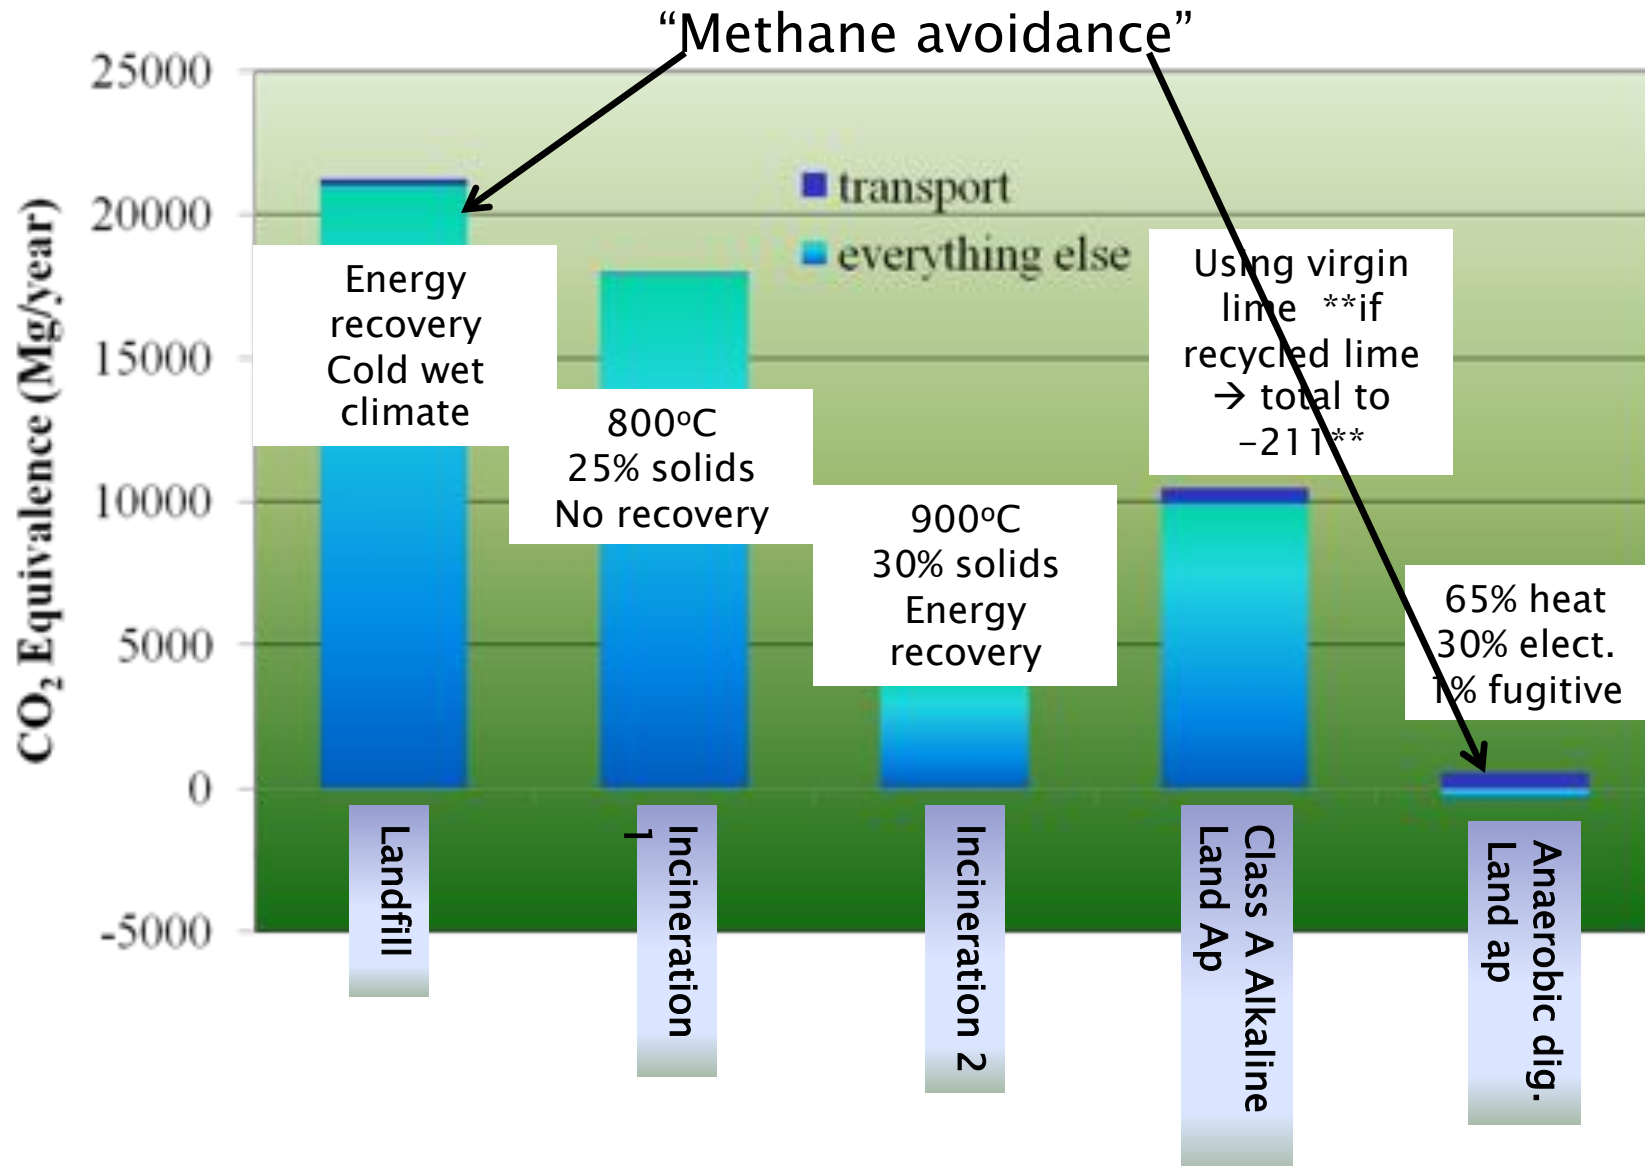 “Methane avoidance”
25000
20000
15000
10000
5000
0
-5000
CO₂ Equivalence (Mg/year)
transport
everything else
Energy
recovery
Cold wet
climate
800ºC
25% solids
No recovery
900ºC
30% solids
Energy
recovery
Using virgin
lime **if
recycled lime
→ total to
-211**
65% heat
30% elect.
1% fugitive
Landfill
Incineration
1
Incineration 2
Class A Alkaline
Land Ap
Anaerobic dig.
Land ap